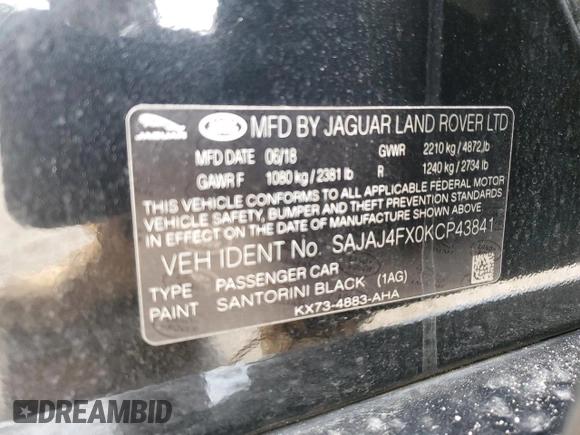 MFD BY JAGUAR LAND ROVER LTD
MFD DATE 06/18 GVWR 2210 kg / 4872 lb
GAWR F 1080 kg / 2381 lb R 1240 kg / 2734 lb
THIS VEHICLE CONFORMS TO ALL APPLICABLE FEDERAL MOTOR
VEHICLE SAFETY, BUMPER AND THEFT PREVENTION STANDARDS
IN EFFECT ON THE DATE OF MANUFACTURE SHOWN ABOVE
VEH IDENT No. SAJAJ4FX0KCP43841
TYPE PASSENGER CAR
PAINT SANTORINI BLACK (1AG)
KX73-4883-AHA
DREAMBID